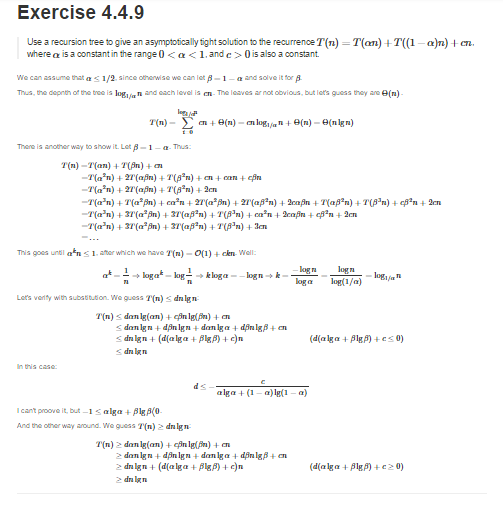 Exercise 4.4.9
Use a recursion tree to give an asymptotically tight solution to the recurrence T(n) = T(αn) + T((1 − α)n) + cn,
where α is a constant in the range 0 < α < 1, and c > 0 is also a constant.
We can assume that α ≤ 1/2, since otherwise we can let β = 1 − α and solve it for β.
Thus, the depnth of the tree is log_{1/α} n and each level is cn. The leaves ar not obvious, but let's guess they are Θ(n).
T(n) = ∑_{i=0}^{log_{1/α} n} cn + Θ(n) = cn log_{1/α} n + Θ(n) = Θ(n lg n)
There is another way to show it. Let β = 1 − α. Thus:
T(n) = T(αn) + T(βn) + cn
= T(α²n) + 2T(αβn) + T(β²n) + cn + cαn + cβn
= T(α²n) + 2T(αβn) + T(β²n) + 2cn
= T(α³n) + T(α²βn) + cα²n + 2T(α²βn) + 2T(αβ²n) + 2cαβn + T(αβ²n) + T(β³n) + cβ²n + 2cn
= T(α³n) + 3T(α²βn) + 3T(αβ²n) + T(β³n) + cα²n + 2cαβn + cβ²n + 2cn
= T(α³n) + 3T(α²βn) + 3T(αβ²n) + T(β³n) + 3cn
= …
This goes until αᵏn ≤ 1, after which we have T(n) = O(1) + ckn. Well:
αᵏ = 1/n → log αᵏ = log 1/n → k log α = − log n → k = − log n / log α = log n / log(1/α) = log_{1/α} n
Let's verify with substitution. We guess T(n) ≤ dn lg n:
T(n) ≤ dαn lg(αn) + cβn lg(βn) + cn
≤ dαn lg n + dβn lg n + dαn lg α + dβn lg β + cn
≤ dn lg n + (d(α lg α + β lg β) + c)n (d(α lg α + β lg β) + c ≤ 0)
≤ dn lg n
In this case:
d ≤ − c / α lg α + (1 − α) lg(1 − α)
I can't proove it, but −1 ≤ α lg α + β lg β⟨0.
And the other way around. We guess T(n) ≥ dn lg n:
T(n) ≥ dαn lg(αn) + cβn lg(βn) + cn
≥ dαn lg n + dβn lg n + dαn lg α + dβn lg β + cn
≥ dn lg n + (d(α lg α + β lg β) + c)n (d(α lg α + β lg β) + c ≥ 0)
≥ dn lg n